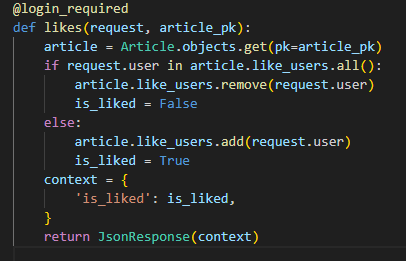 @login_required
def likes(request, article_pk):
    article = Article.objects.get(pk=article_pk)
    if request.user in article.like_users.all():
        article.like_users.remove(request.user)
        is_liked = False
    else:
        article.like_users.add(request.user)
        is_liked = True
    context = {
        'is_liked': is_liked,
    }
    return JsonResponse(context)